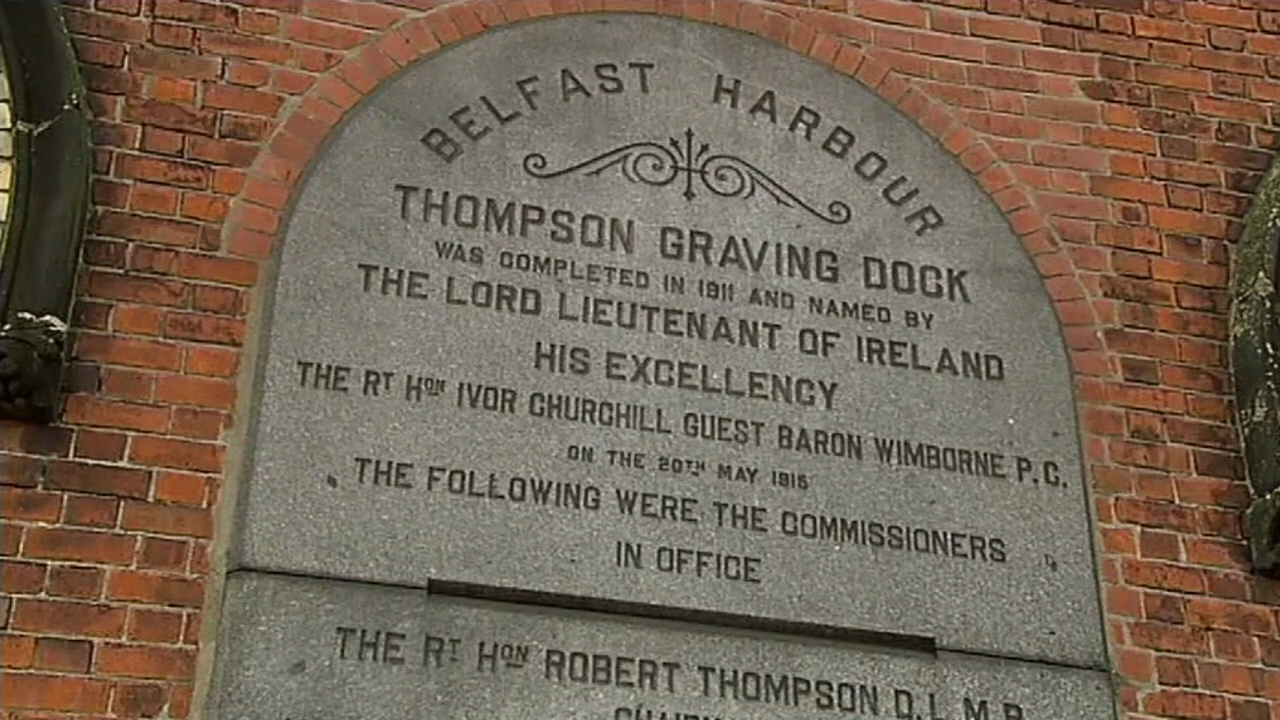 BELFAST HARBOUR
THOMPSON GRAVING DOCK
WAS COMPLETED IN 1911 AND NAMED BY
THE LORD LIEUTENANT OF IRELAND
HIS EXCELLENCY
THE RT HON IVOR CHURCHILL GUEST BARON WIMBORNE P.C.
ON THE 20TH MAY 1915
THE FOLLOWING WERE THE COMMISSIONERS
IN OFFICE
THE RT HON ROBERT THOMPSON D.L. M.P.